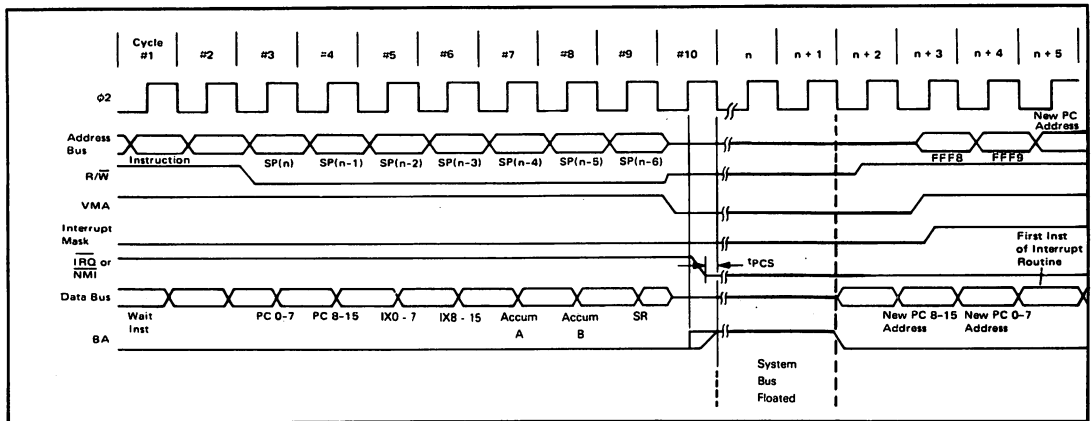 Cycle
#1 #2 #3 #4 #5 #6 #7 #8 #9 #10 n n + 1 n + 2 n + 3 n + 4 n + 5
φ2
New PC
Address
Address
Bus
Instruction SP(n) SP(n-1) SP(n-2) SP(n-3) SP(n-4) SP(n-5) SP(n-6) FFF8 FFF9
R/W̅
VMA
Interrupt
Mask
First Inst
of Interrupt
Routine
I̅R̅Q̅ or
N̅M̅I̅
tPCS
Data Bus
Wait
Inst
PC 0-7 PC 8-15 IX0 - 7 IX8 - 15 Accum
A
Accum
B
SR
New PC 8-15
Address
New PC 0-7
Address
BA
System
Bus
Floated